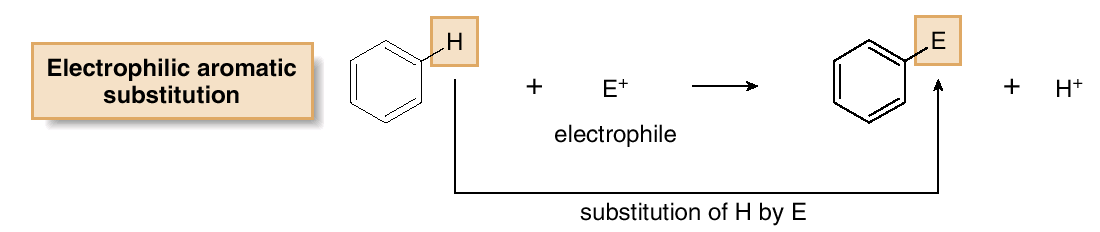 Electrophilic aromatic
substitution
H
+
E⁺
electrophile
E
+
H⁺
substitution of H by E